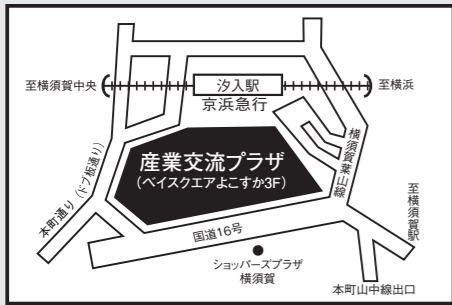 至横須賀中央
汐入駅
至横浜
京浜急行
横須賀葉山線
産業交流プラザ
(ベイスクエアよこすか3F)
本町通り(ドブ板通り)
至横須賀駅
国道16号
ショッパーズプラザ
横須賀
本町山中線出口